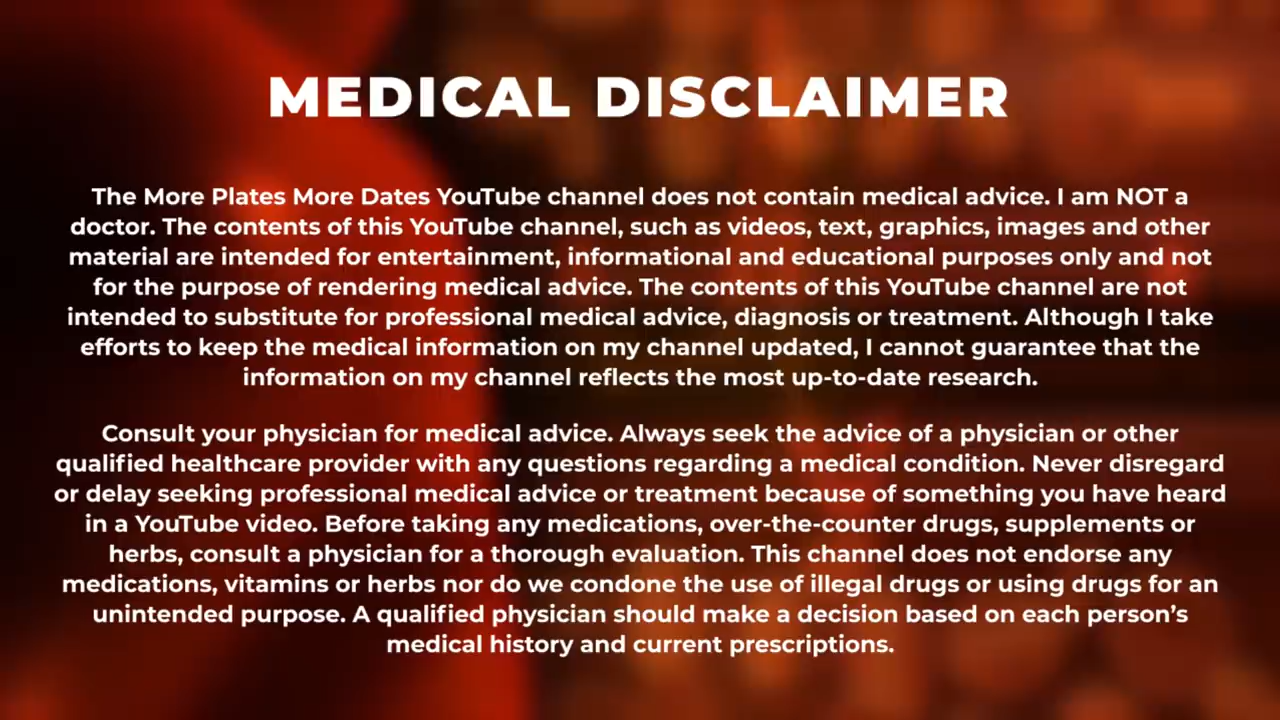 MEDICAL DISCLAIMER
The More Plates More Dates YouTube channel does not contain medical advice. I am NOT a
doctor. The contents of this YouTube channel, such as videos, text, graphics, images and other
material are intended for entertainment, informational and educational purposes only and not
for the purpose of rendering medical advice. The contents of this YouTube channel are not
intended to substitute for professional medical advice, diagnosis or treatment. Although I take
efforts to keep the medical information on my channel updated, I cannot guarantee that the
information on my channel reflects the most up-to-date research.
Consult your physician for medical advice. Always seek the advice of a physician or other
qualified healthcare provider with any questions regarding a medical condition. Never disregard
or delay seeking professional medical advice or treatment because of something you have heard
in a YouTube video. Before taking any medications, over-the-counter drugs, supplements or
herbs, consult a physician for a thorough evaluation. This channel does not endorse any
medications, vitamins or herbs nor do we condone the use of illegal drugs or using drugs for an
unintended purpose. A qualified physician should make a decision based on each person’s
medical history and current prescriptions.